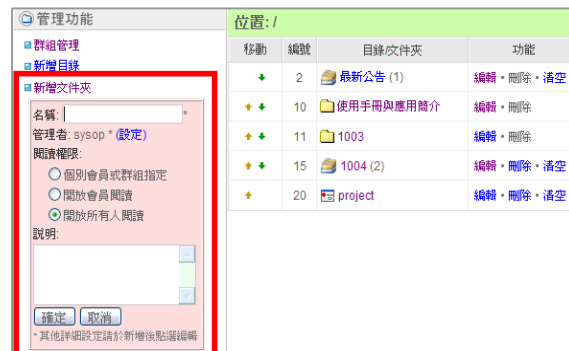 管理功能
群組管理
新增目錄
新增文件夾
名稱: *
管理者: sysop * (設定)
閱讀權限:
個別會員或群組指定
開放會員閱讀
開放所有人閱讀
說明:
確定 取消
* 其他詳細設定請於新增後點選編輯
位置: /
移動 編號 目錄/文件夾 功能
2 最新公告 (1) 編輯・刪除・清空
10 使用手冊與應用簡介 編輯・刪除
11 1003 編輯・刪除
15 1004 (2) 編輯・刪除・清空
20 project 編輯・刪除・清空